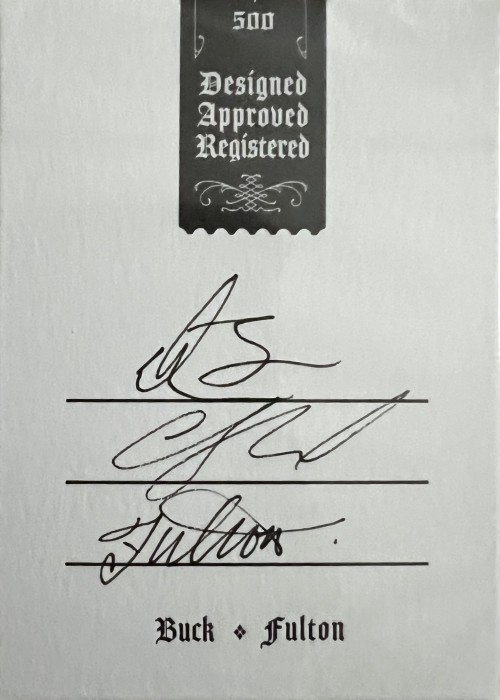 500
Designed
Approved
Registered
Fulton
Buck ⋄ Fulton